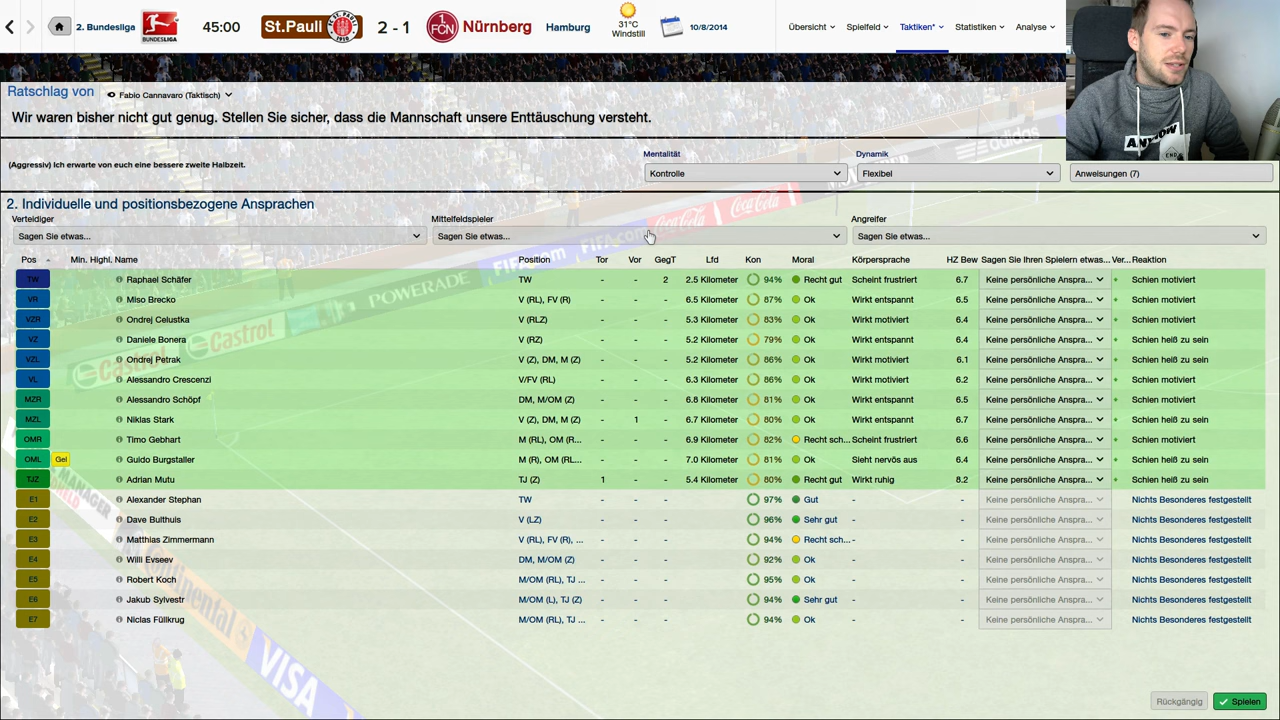 2. Bundesliga
BUNDESLIGA
45:00
St.Pauli
2 - 1
1.FCN
Nürnberg
Hamburg
31°C
Windstill
10/8/2014
Übersicht
Spielfeld
Taktiken*
Statistiken
Analyse
Ratschlag von
Fabio Cannavaro (Taktisch)
Wir waren bisher nicht gut genug. Stellen Sie sicher, dass die Mannschaft unsere Enttäuschung versteht.
(Aggressiv) Ich erwarte von euch eine bessere zweite Halbzeit.
Mentalität
Dynamik
Kontrolle
Flexibel
Anweisungen (7)
2. Individuelle und positionsbezogene Ansprachen
Verteidiger
Mittelfeldspieler
Angreifer
Sagen Sie etwas...
Sagen Sie etwas...
Sagen Sie etwas...
Pos Min. Highl. Name Position Tor Vor GegT Lfd Kon Moral Körpersprache HZ Bew Sagen Sie Ihren Spielern etwas... Ver... Reaktion
TW Raphael Schäfer TW - - 2 2.5 Kilometer 94% Recht gut Scheint frustriert 6.7 Keine persönliche Anspra... Schien motiviert
VR Miso Brecko V (RL), FV (R) - - - 6.5 Kilometer 87% Ok Wirkt entspannt 6.5 Keine persönliche Anspra... Schien motiviert
VZR Ondrej Celustka V (RLZ) - - - 5.3 Kilometer 83% Ok Wirkt motiviert 6.4 Keine persönliche Anspra... Schien motiviert
VZ Daniele Bonera V (RZ) - - - 5.2 Kilometer 79% Ok Wirkt entspannt 6.4 Keine persönliche Anspra... Schien heiß zu sein
VZL Ondrej Petrak V (Z), DM, M (Z) - - - 5.2 Kilometer 86% Ok Wirkt motiviert 6.1 Keine persönliche Anspra... Schien heiß zu sein
VL Alessandro Crescenzi V/FV (RL) - - - 6.3 Kilometer 86% Ok Wirkt motiviert 6.2 Keine persönliche Anspra... Schien motiviert
MZR Alessandro Schöpf DM, M/OM (Z) - - - 6.8 Kilometer 81% Ok Wirkt entspannt 6.5 Keine persönliche Anspra... Schien motiviert
MZL Niklas Stark V (Z), DM, M (Z) - 1 - 6.7 Kilometer 80% Ok Wirkt entspannt 6.7 Keine persönliche Anspra... Schien heiß zu sein
OMR Timo Gebhart M (RL), OM (R... - - - 6.9 Kilometer 82% Recht sch... Scheint frustriert 6.6 Keine persönliche Anspra... Schien motiviert
OML Gel Guido Burgstaller M (R), OM (RL... - - - 7.0 Kilometer 81% Ok Sieht nervös aus 6.4 Keine persönliche Anspra... Schien heiß zu sein
TJZ Adrian Mutu TJ (Z) 1 - - 5.4 Kilometer 80% Recht gut Wirkt ruhig 8.2 Keine persönliche Anspra... Schien heiß zu sein
E1 Alexander Stephan TW 97% Gut - - Keine persönliche Anspra... Nichts Besonderes festgestellt
E2 Dave Bulthuis V (LZ) 96% Sehr gut - - Keine persönliche Anspra... Nichts Besonderes festgestellt
E3 Matthias Zimmermann V (RL), FV (R), ... 94% Recht sch... - - Keine persönliche Anspra... Nichts Besonderes festgestellt
E4 Willi Evseev DM, M/OM (Z) 92% Ok - - Keine persönliche Anspra... Nichts Besonderes festgestellt
E5 Robert Koch M/OM (RL), TJ ... 95% Ok - - Keine persönliche Anspra... Nichts Besonderes festgestellt
E6 Jakub Sylvestr M/OM (L), TJ (Z) 94% Sehr gut - - Keine persönliche Anspra... Nichts Besonderes festgestellt
E7 Niclas Füllkrug M/OM (RL), TJ ... 94% Ok - - Keine persönliche Anspra... Nichts Besonderes festgestellt
Rückgängig
Spielen
Coca-Cola
POWERADE
Castrol
VISA
adidas